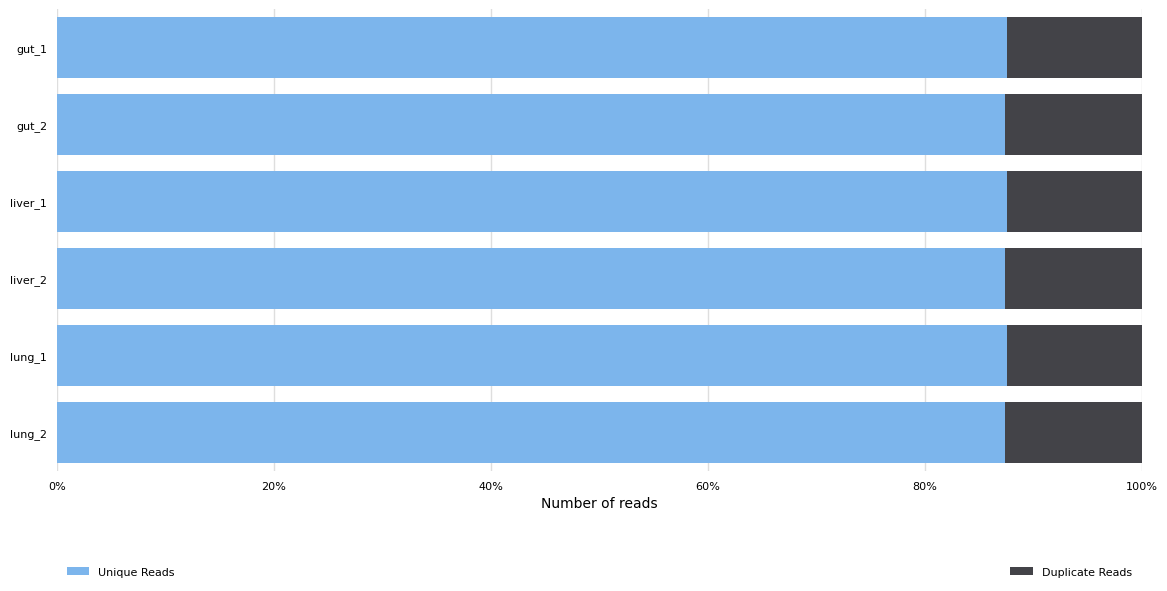 gut_1
gut_2
liver_1
liver_2
lung_1
lung_2
0% 20% 40% 60% 80% 100%
Number of reads
Unique Reads Duplicate Reads